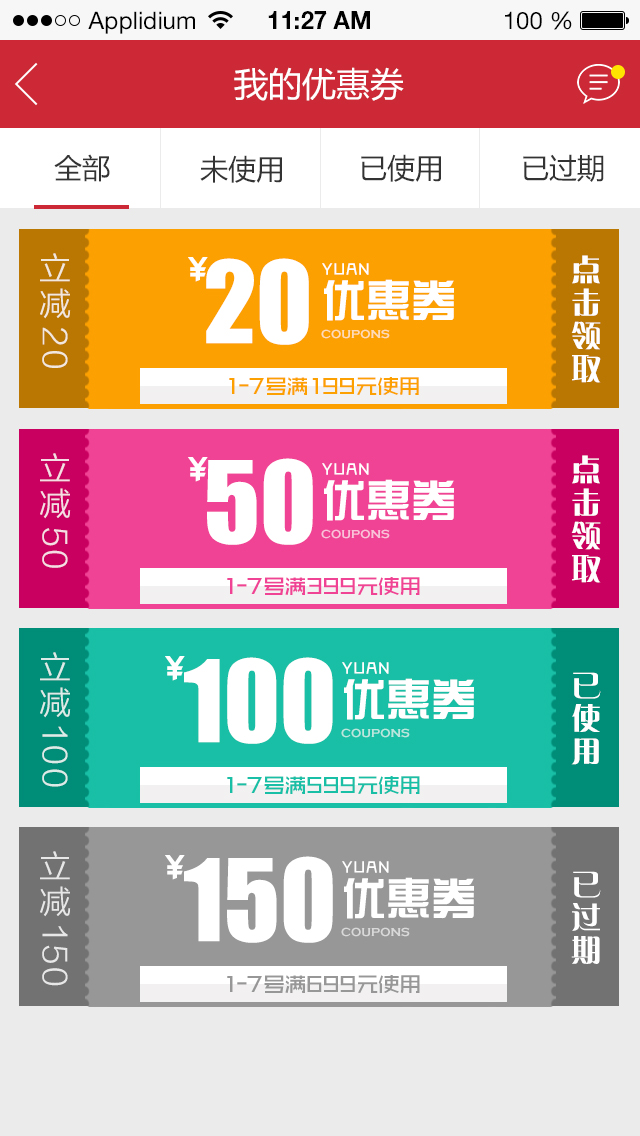 Applidium 11:27 AM 100 %
我的优惠券
全部 未使用 已使用 已过期
立减20
¥20
YUAN
优惠券
COUPONS
1-7号满199元使用
点击领取
立减50
¥50
YUAN
优惠券
COUPONS
1-7号满399元使用
点击领取
立减100
¥100
YUAN
优惠券
COUPONS
1-7号满599元使用
已使用
立减150
¥150
YUAN
优惠券
COUPONS
1-7号满699元使用
已过期